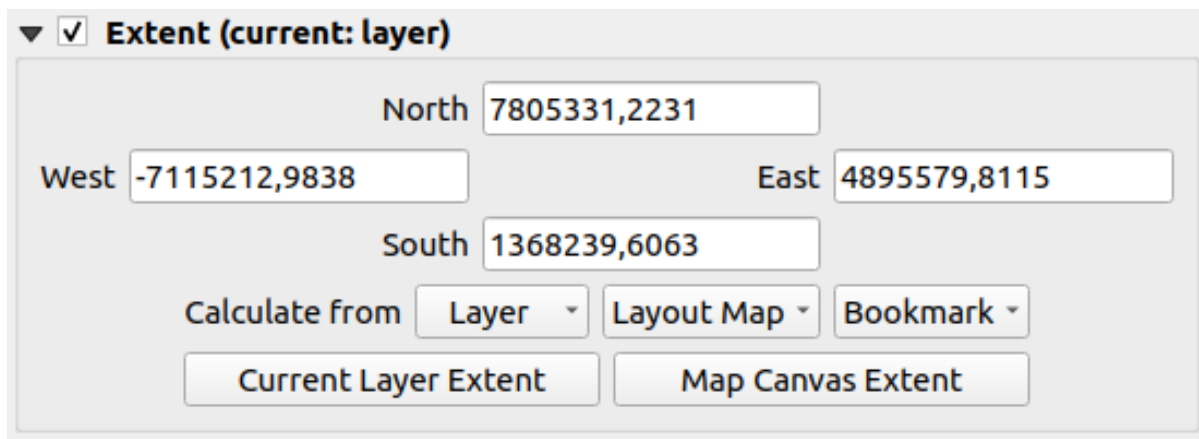 Extent (current: layer)
North 7805331,2231
West -7115212,9838 East 4895579,8115
South 1368239,6063
Calculate from Layer Layout Map Bookmark
Current Layer Extent Map Canvas Extent